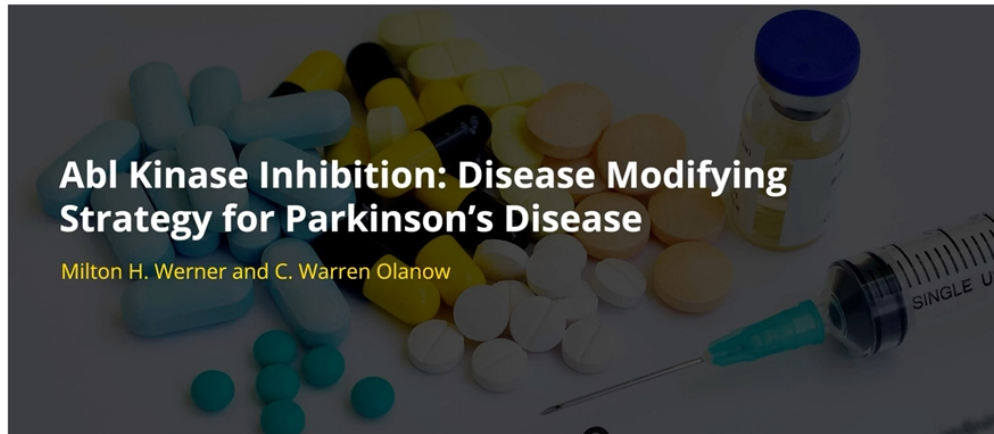 Abl Kinase Inhibition: Disease Modifying
Strategy for Parkinson’s Disease
Milton H. Werner and C. Warren Olanow
SINGLE U